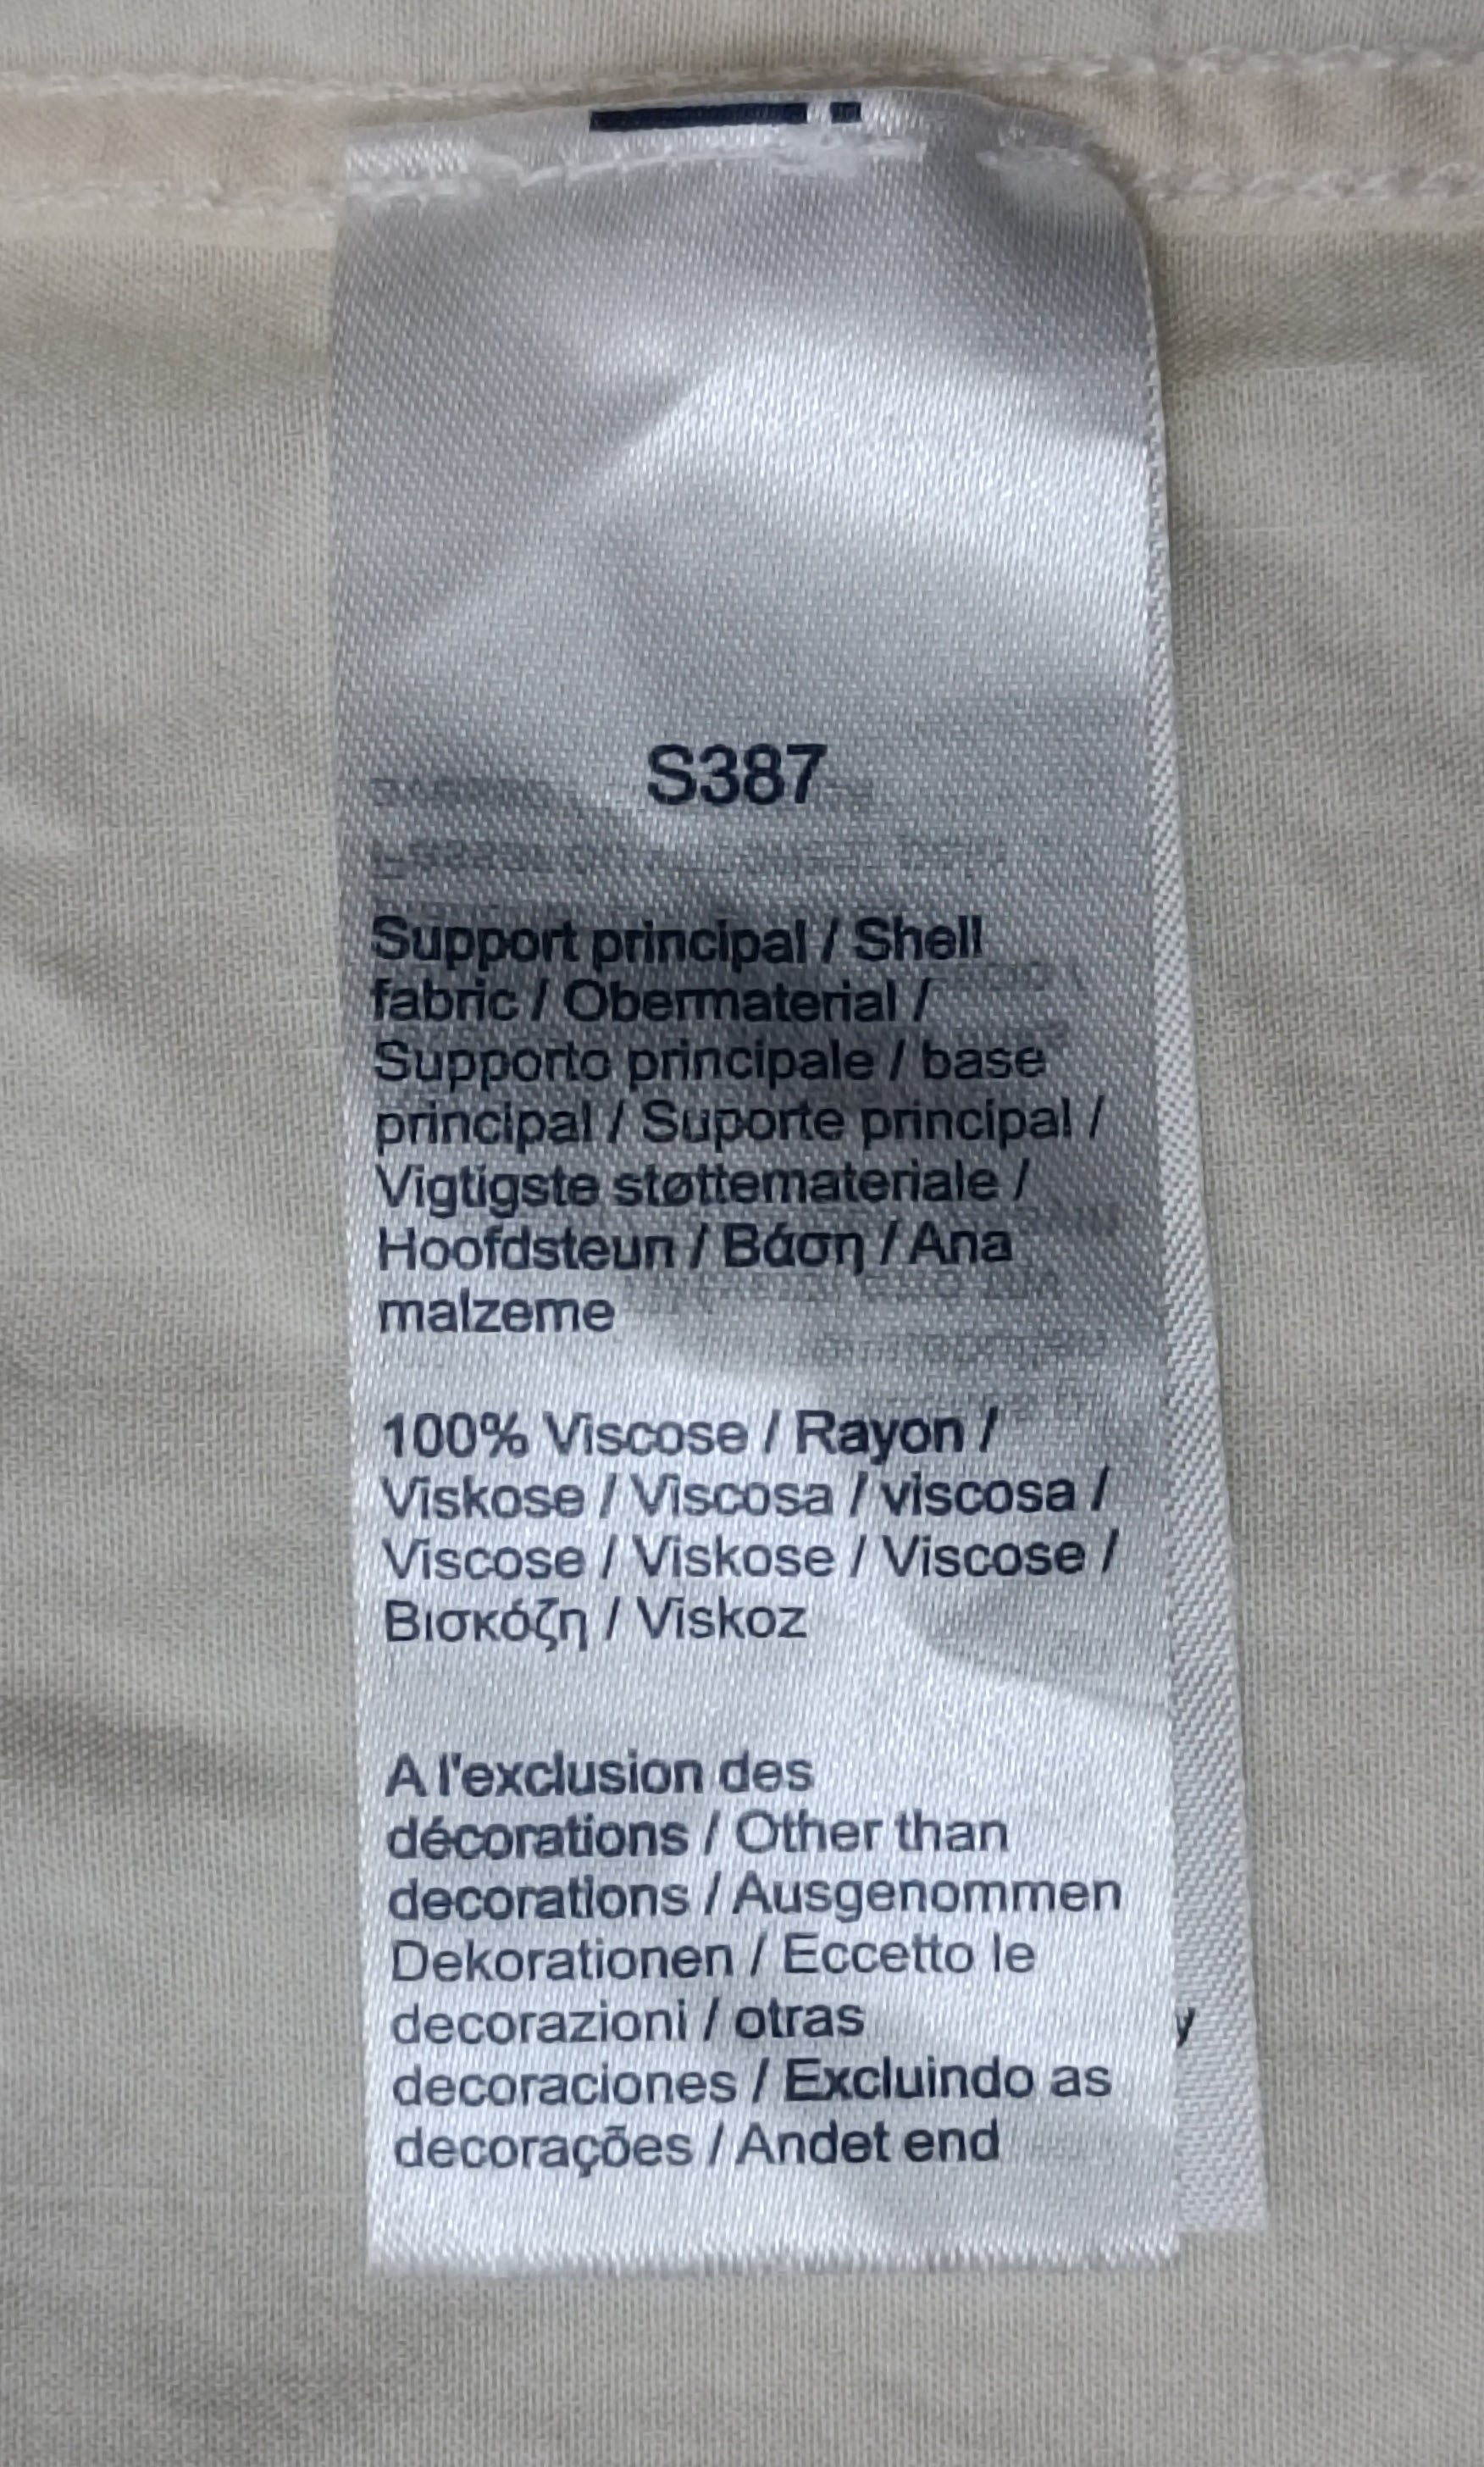 S387
Support principal / Shell
fabric / Obermaterial /
Supporto principale / base
principal / Suporte principal /
Vigtigste støttemateriale /
Hoofdsteun / Βάση / Ana
malzeme
100% Viscose / Rayon /
Viskose / Viscosa / viscosa /
Viscose / Viskose / Viscose /
Βισκόζη / Viskoz
A l'exclusion des
décorations / Other than
decorations / Ausgenommen
Dekorationen / Eccetto le
decorazioni / otras
decoraciones / Excluindo as
decorações / Andet end
y